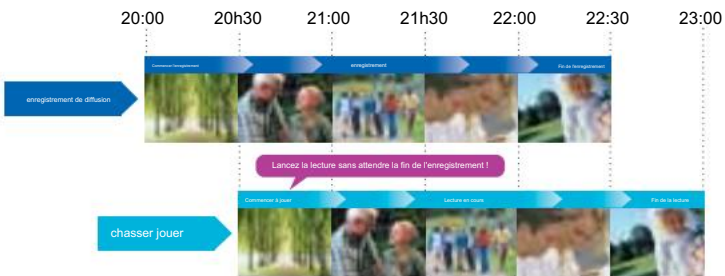 20:00 20h30 21:00 21h30 22:00 22:30 23:00
Commencer l'enregistrement enregistrement Fin de l'enregistrement
enregistrement de diffusion
Lancez la lecture sans attendre la fin de l'enregistrement !
Commencer à jouer Lecture en cours Fin de la lecture
chasser jouer